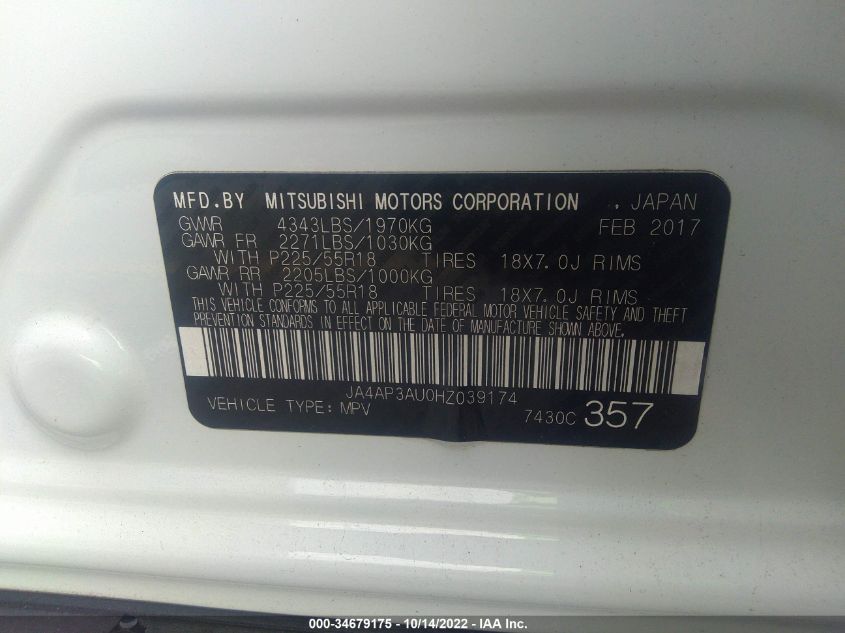 MFD.BY MITSUBISHI MOTORS CORPORATION , JAPAN
GVWR 4343LBS/1970KG FEB 2017
GAWR FR 2271LBS/1030KG
WITH P225/55R18 TIRES 18X7.0J RIMS
GAWR RR 2205LBS/1000KG
WITH P225/55R18 TIRES 18X7.0J RIMS
THIS VEHICLE CONFORMS TO ALL APPLICABLE FEDERAL MOTOR VEHICLE SAFETY AND THEFT
PREVENTION STANDARDS IN EFFECT ON THE DATE OF MANUFACTURE SHOWN ABOVE.
JA4AP3AU0HZ039174
VEHICLE TYPE: MPV 7430C 357
000-34679175 - 10/14/2022 - IAA Inc.